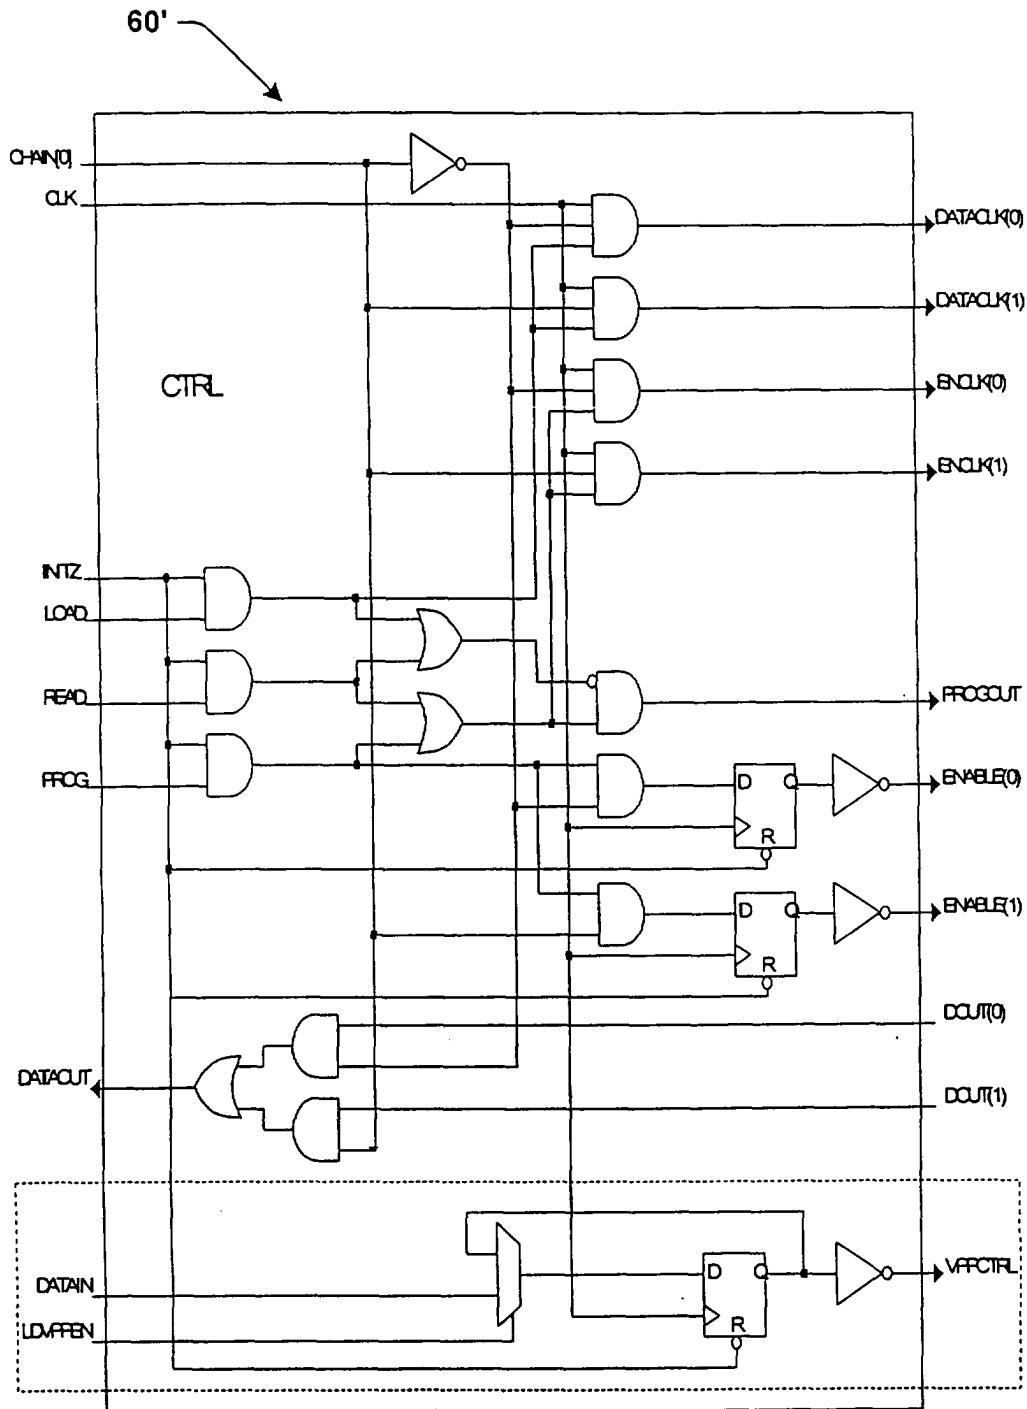 60'
CHAIN[0]
CLK
DATACLK(0)
DATACLK(1)
CTRL
ENCLK(0)
ENCLK(1)
INTZ
LOAD
READ
PROGOUT
PROG
D Q
R
ENABLE(0)
D Q
R
ENABLE(1)
DOUT(0)
DATAOUT
DOUT(1)
DATAIN
D Q
R
VPPCTRL
LDVPPEN